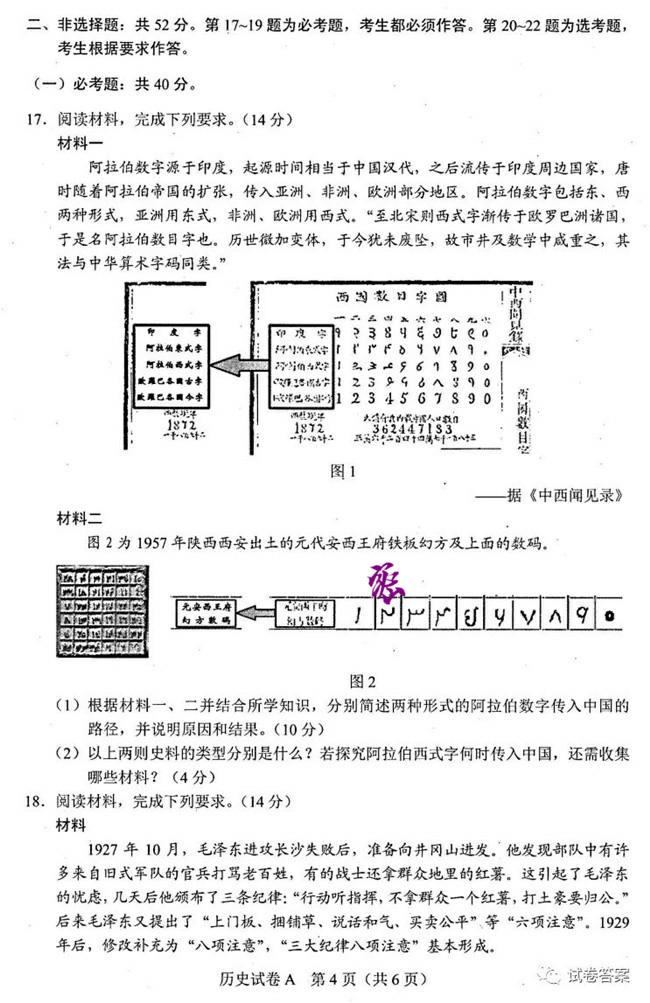 二、非选择题：共 52 分。第 17~19 题为必考题，考生都必须作答。第 20~22 题为选考题，
考生根据要求作答。
（一）必考题：共 40 分。
17．阅读材料，完成下列要求。（14 分）
材料一
阿拉伯数字源于印度，起源时间相当于中国汉代，之后流传于印度周边国家，唐
时随着阿拉伯帝国的扩张，传入亚洲、非洲、欧洲部分地区。阿拉伯数字包括东、西
两种形式，亚洲用东式，非洲、欧洲用西式。“至北宋则西式字渐传于欧罗巴洲诸国，
于是名阿拉伯数目字也。历世微加变体，于今犹未废坠，故市井及数学中咸重之，其
法与中华算术字码同类。”
西国数目字圖
中西聞見錄
印度字
阿拉伯東式字
阿拉伯西式字
歐羅巴各國古字
歐羅巴各國今字
印度字
1 2 3 4 5 6 7 8 9 0
西國數目字
1872
1872
362447183
图 1
——据《中西闻见录》
材料二
图 2 为 1957 年陕西西安出土的元代安西王府铁板幻方及上面的数码。
元安西王府
幻方数码
图 2
（1）根据材料一、二并结合所学知识，分别简述两种形式的阿拉伯数字传入中国的
路径，并说明原因和结果。（10 分）
（2）以上两则史料的类型分别是什么？若探究阿拉伯西式字何时传入中国，还需收集
哪些材料？（4 分）
18．阅读材料，完成下列要求。（14 分）
材料
1927 年 10 月，毛泽东进攻长沙失败后，准备向井冈山进发。他发现部队中有许
多来自旧式军队的官兵打骂老百姓，有的战士还拿群众地里的红薯。这引起了毛泽东
的忧虑，几天后他颁布了三条纪律：“行动听指挥，不拿群众一个红薯，打土豪要归公。”
后来毛泽东又提出了“上门板、捆铺草、说话和气、买卖公平”等“六项注意”。1929
年后，修改补充为“八项注意”，“三大纪律八项注意”基本形成。
历史试卷 A 第 4 页（共 6 页）
试卷答案